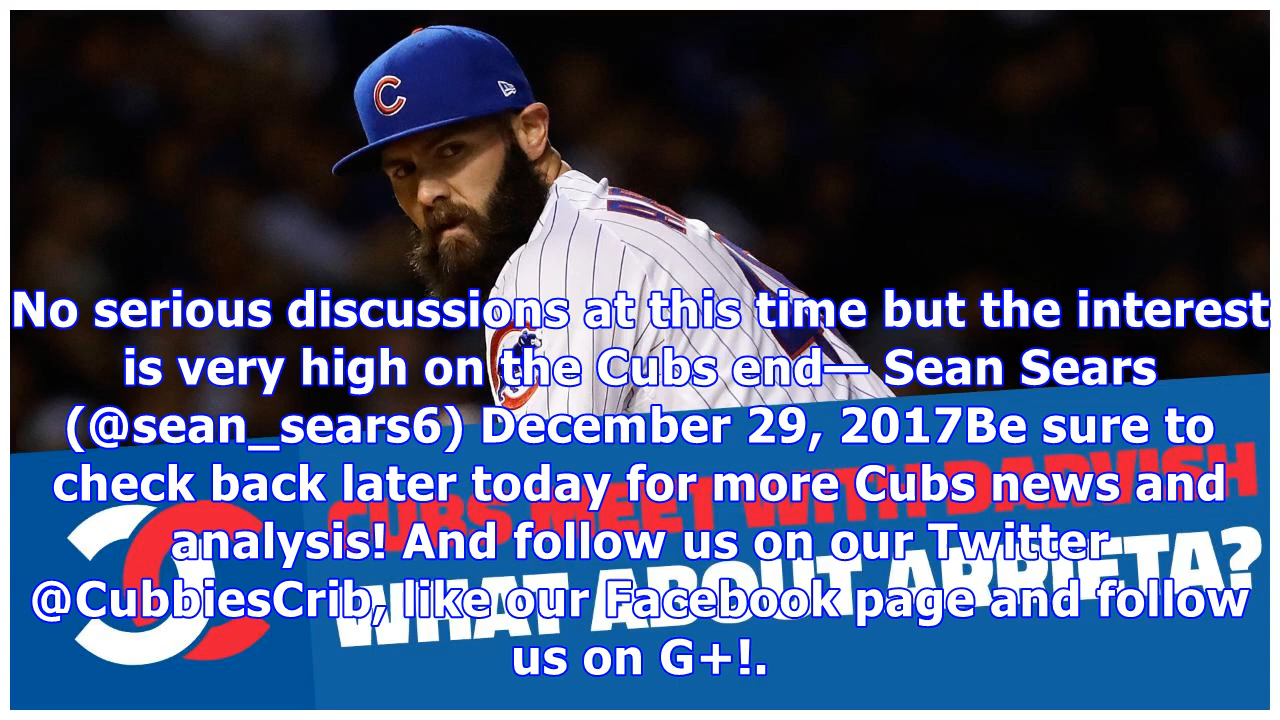 C
No serious discussions at this time but the interest
is very high on the Cubs end— Sean Sears
(@sean_sears6) December 29, 2017Be sure to
check back later today for more Cubs news and
analysis! And follow us on our Twitter
@CubbiesCrib, like our Facebook page and follow
us on G+!.
CUBS MEET WITH DARVISH
WHAT ABOUT ARRIETA?